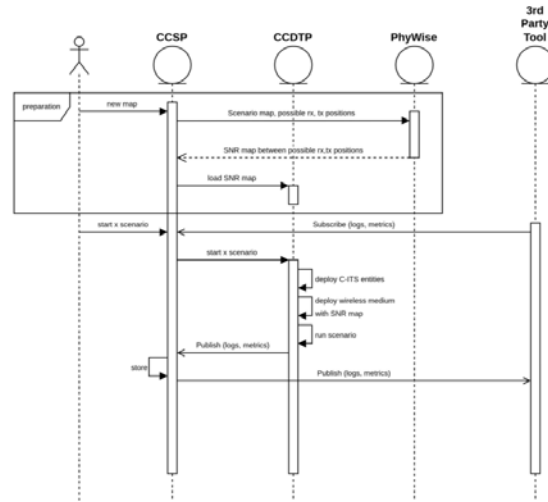 3rd
Party
Tool
CCSP
CCDTP
PhyWise
preparation
new map
Scenario map, possible rx, tx positions
SNR map between possible rx,tx positions
load SNR map
start x scenario
Subscribe (logs, metrics)
start x scenario
deploy C-ITS entities
deploy wireless medium
with SNR map
run scenario
Publish (logs, metrics)
store
Publish (logs, metrics)